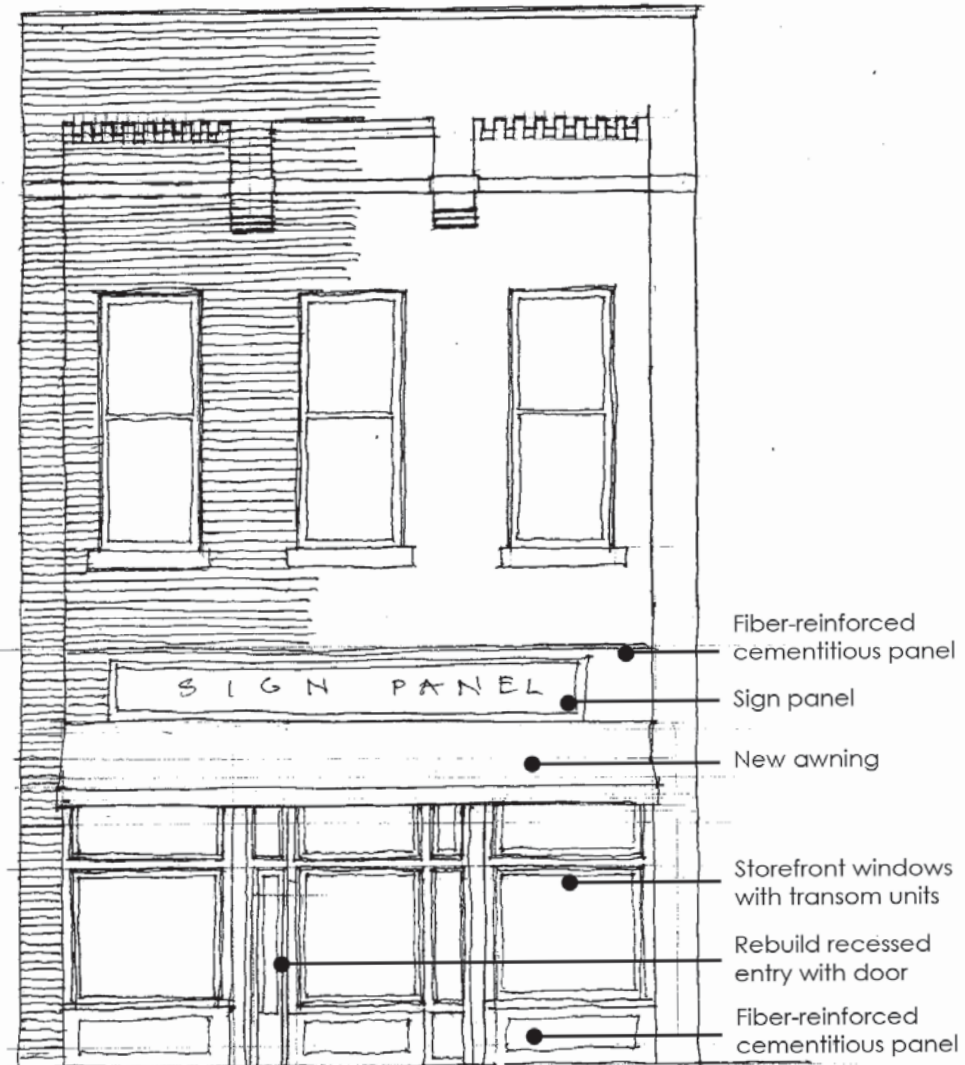 Fiber-reinforced
cementitious panel
SIGN PANEL
Sign panel
New awning
Storefront windows
with transom units
Rebuild recessed
entry with door
Fiber-reinforced
cementitious panel